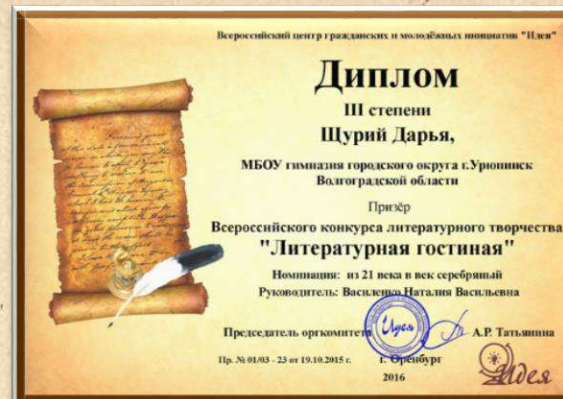 Всероссийский центр гражданских и молодёжных инициатив "Идея"
Диплом
III степени
Щурий Дарья,
МБОУ гимназия городского округа г.Урюпинск
Волгоградской области
Призёр
Всероссийского конкурса литературного творчества
"Литературная гостиная"
Номинация: из 21 века в век серебряный
Руководитель: Василенко Наталия Васильевна
Председатель оргкомитета Идея А.Р. Татьянина
Пр. № 01/03 - 23 от 19.10.2015 г. г. Оренбург
2016
Идея